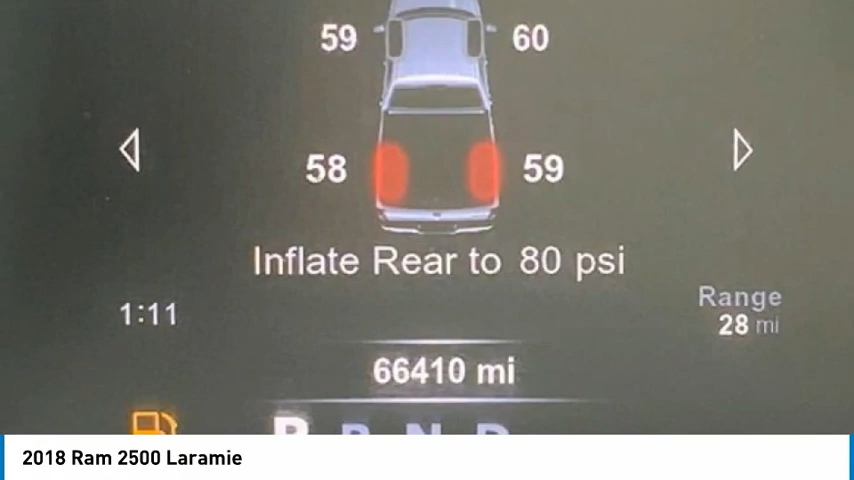 59 60
58 59
Inflate Rear to 80 psi
1:11
Range
28 mi
66410 mi
P R N D
2018 Ram 2500 Laramie